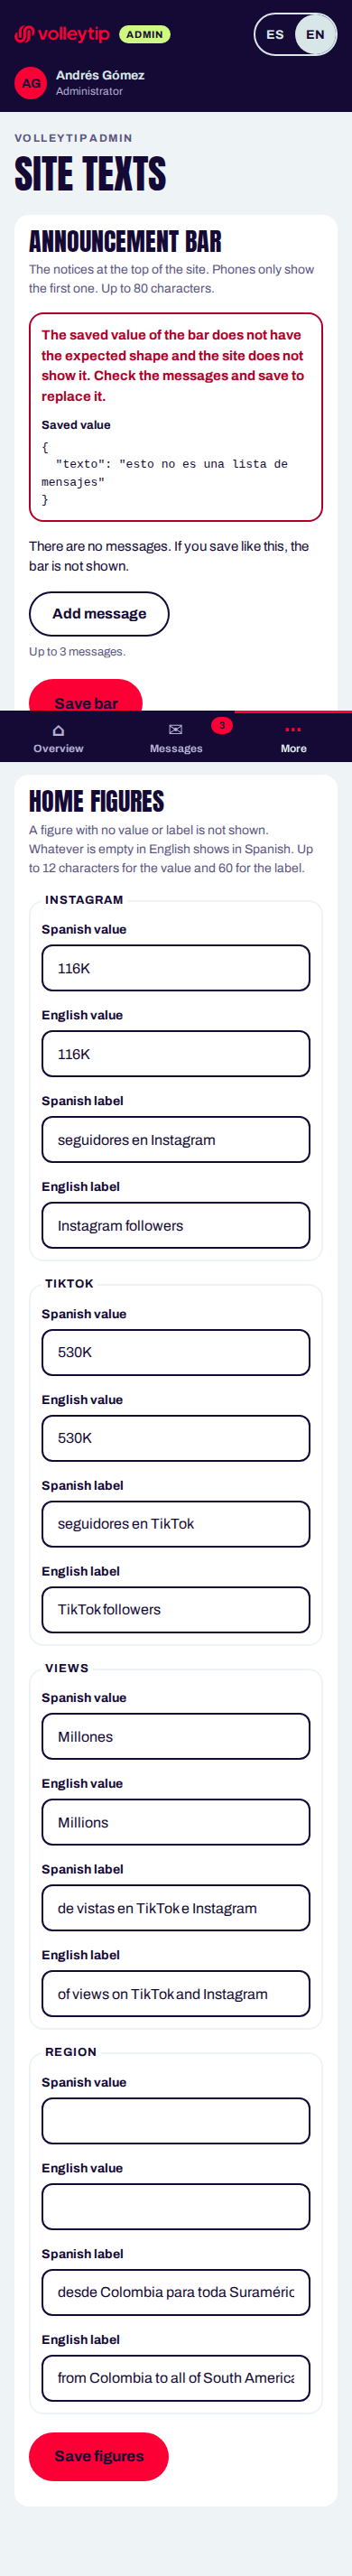 volleytip ADMIN ES EN
AG Andrés Gómez
Administrator
VOLLEYTIP ADMIN
SITE TEXTS
ANNOUNCEMENT BAR
The notices at the top of the site. Phones only show
the first one. Up to 80 characters.
The saved value of the bar does not have
the expected shape and the site does not
show it. Check the messages and save to
replace it.
Saved value
{
"texto": "esto no es una lista de
mensajes"
}
There are no messages. If you save like this, the
bar is not shown.
Add message
Up to 3 messages.
Save bar
3
Overview Messages More
HOME FIGURES
A figure with no value or label is not shown.
Whatever is empty in English shows in Spanish. Up
to 12 characters for the value and 60 for the label.
INSTAGRAM
Spanish value
116K
English value
116K
Spanish label
seguidores en Instagram
English label
Instagram followers
TIKTOK
Spanish value
530K
English value
530K
Spanish label
seguidores en TikTok
English label
TikTok followers
VIEWS
Spanish value
Millones
English value
Millions
Spanish label
de vistas en TikTok e Instagram
English label
of views on TikTok and Instagram
REGION
Spanish value
English value
Spanish label
desde Colombia para toda Suraméric
English label
from Colombia to all of South America
Save figures